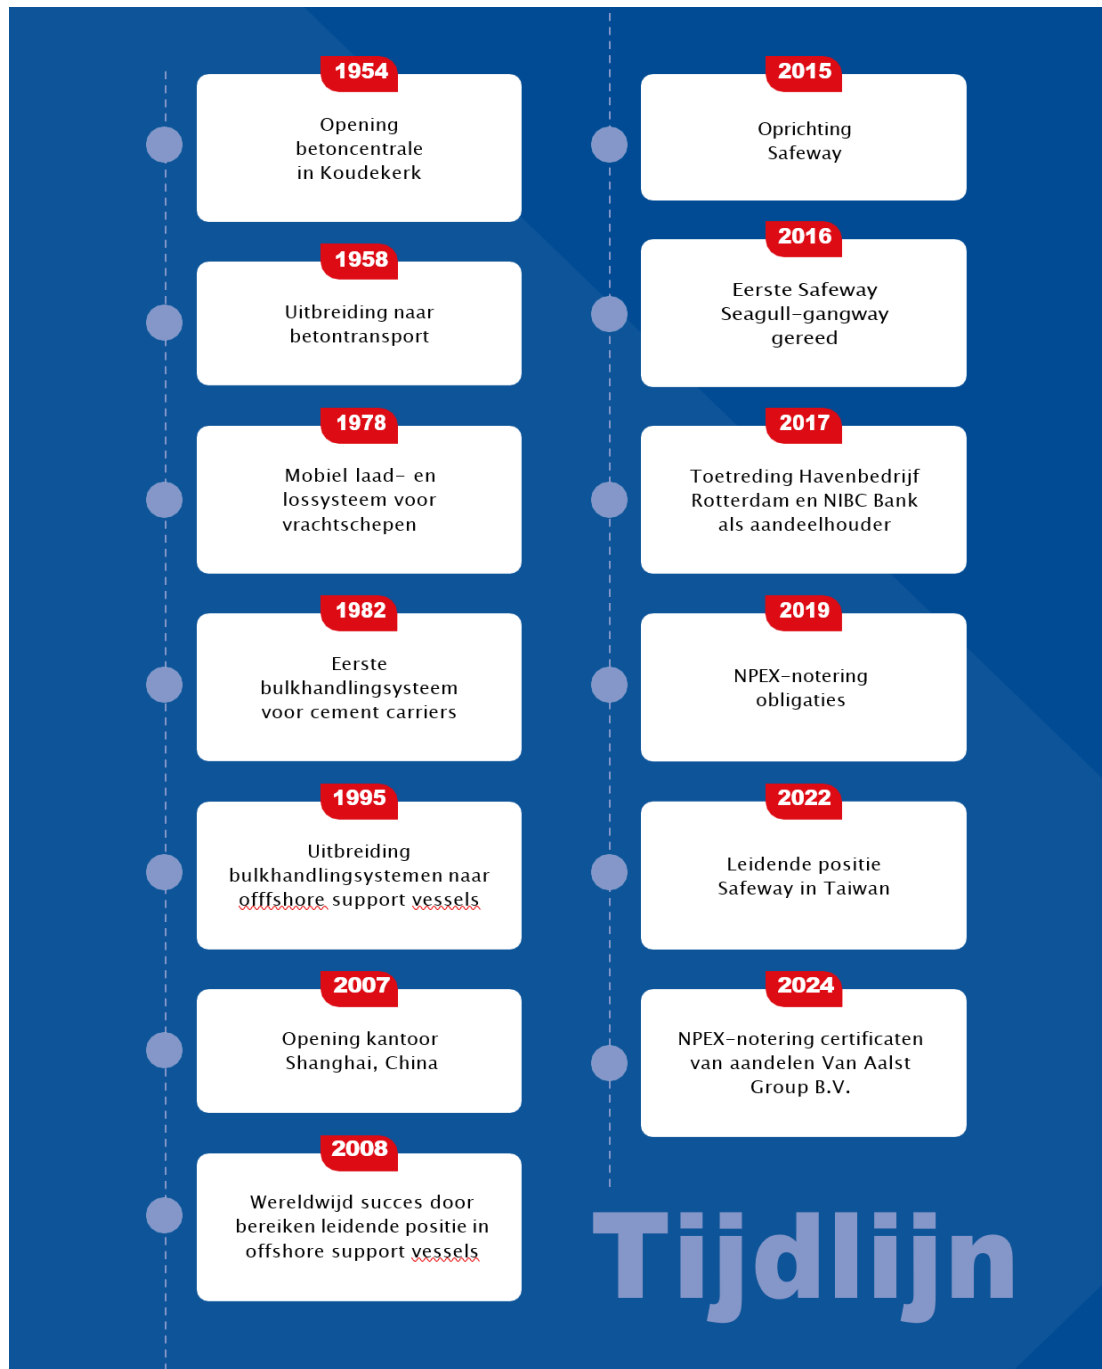 1954
Opening
betoncentrale
in Koudekerk
1958
Uitbreiding naar
betontransport
1978
Mobiel laad- en
lossysteem voor
vrachtschepen
1982
Eerste
bulkhandlingsysteem
voor cement carriers
1995
Uitbreiding
bulkhandlingsystemen naar
offfshore support vessels
2007
Opening kantoor
Shanghai, China
2008
Wereldwijd succes door
bereiken leidende positie in
offshore support vessels
2015
Oprichting
Safeway
2016
Eerste Safeway
Seagull-gangway
gereed
2017
Toetreding Havenbedrijf
Rotterdam en NIBC Bank
als aandeelhouder
2019
NPEX-notering
obligaties
2022
Leidende positie
Safeway in Taiwan
2024
NPEX-notering certificaten
van aandelen Van Aalst
Group B.V.
Tijdlijn